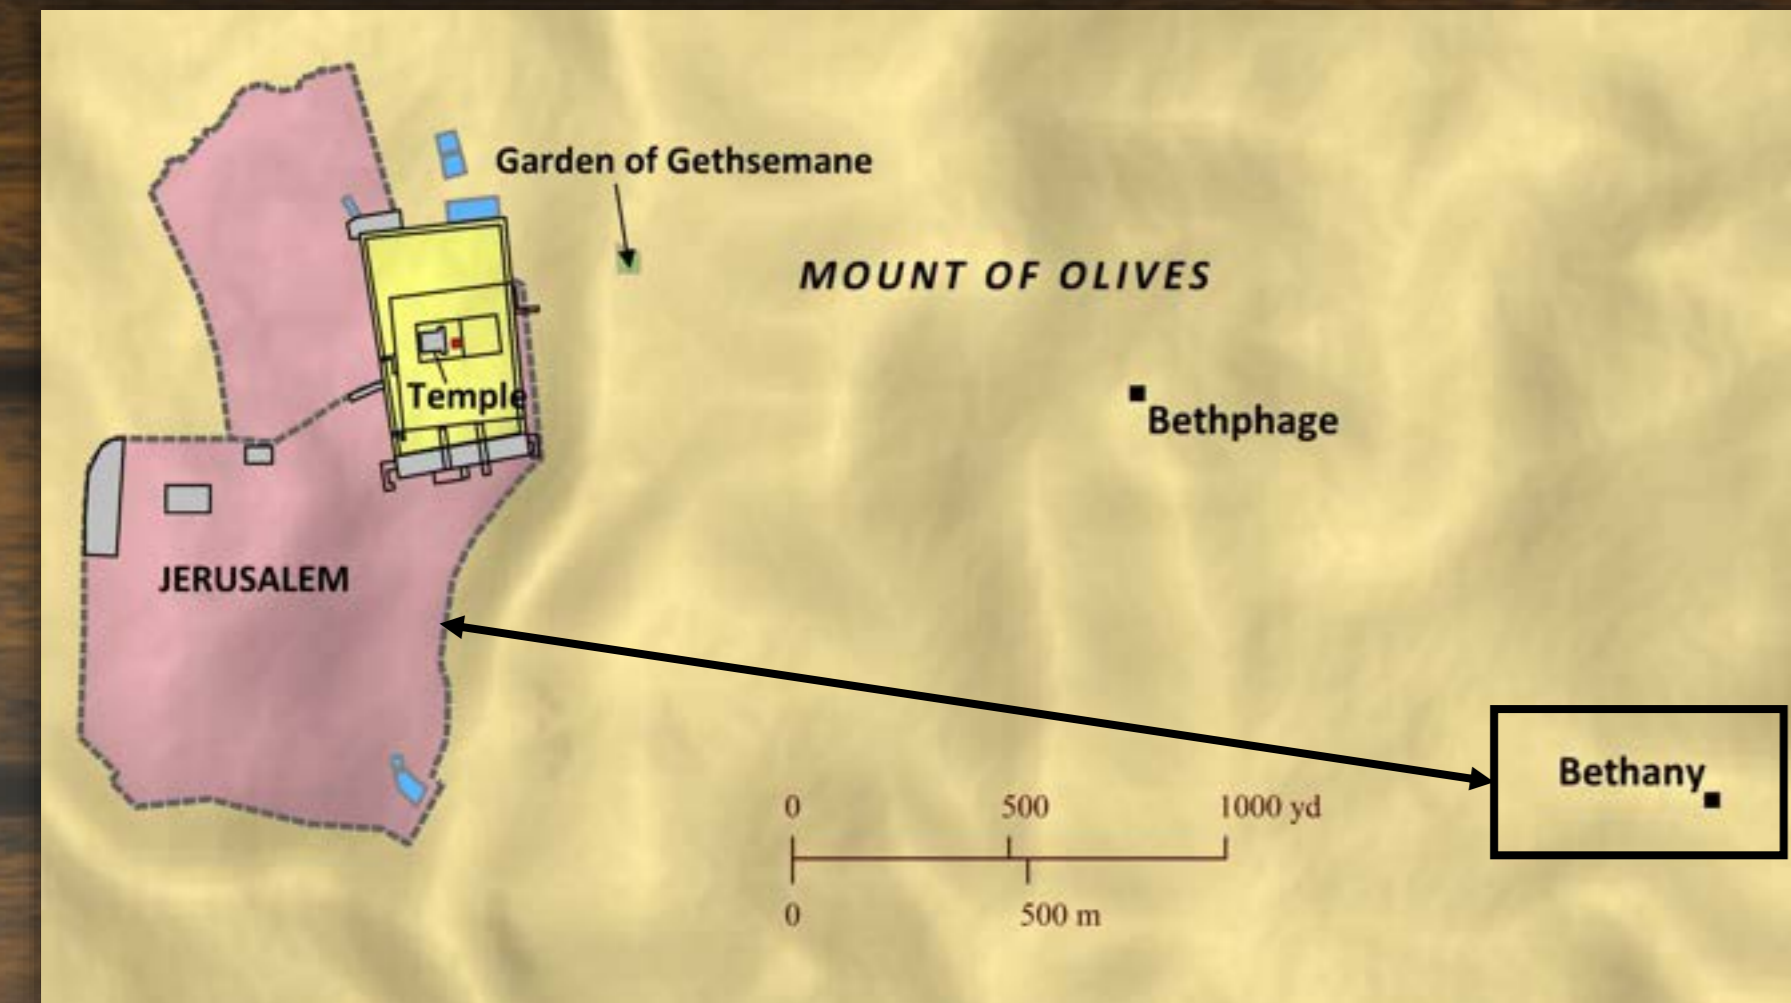 Garden of Gethsemane
MOUNT OF OLIVES
Temple
Bethphage
JERUSALEM
Bethany
0 500 1000 yd
0 500 m